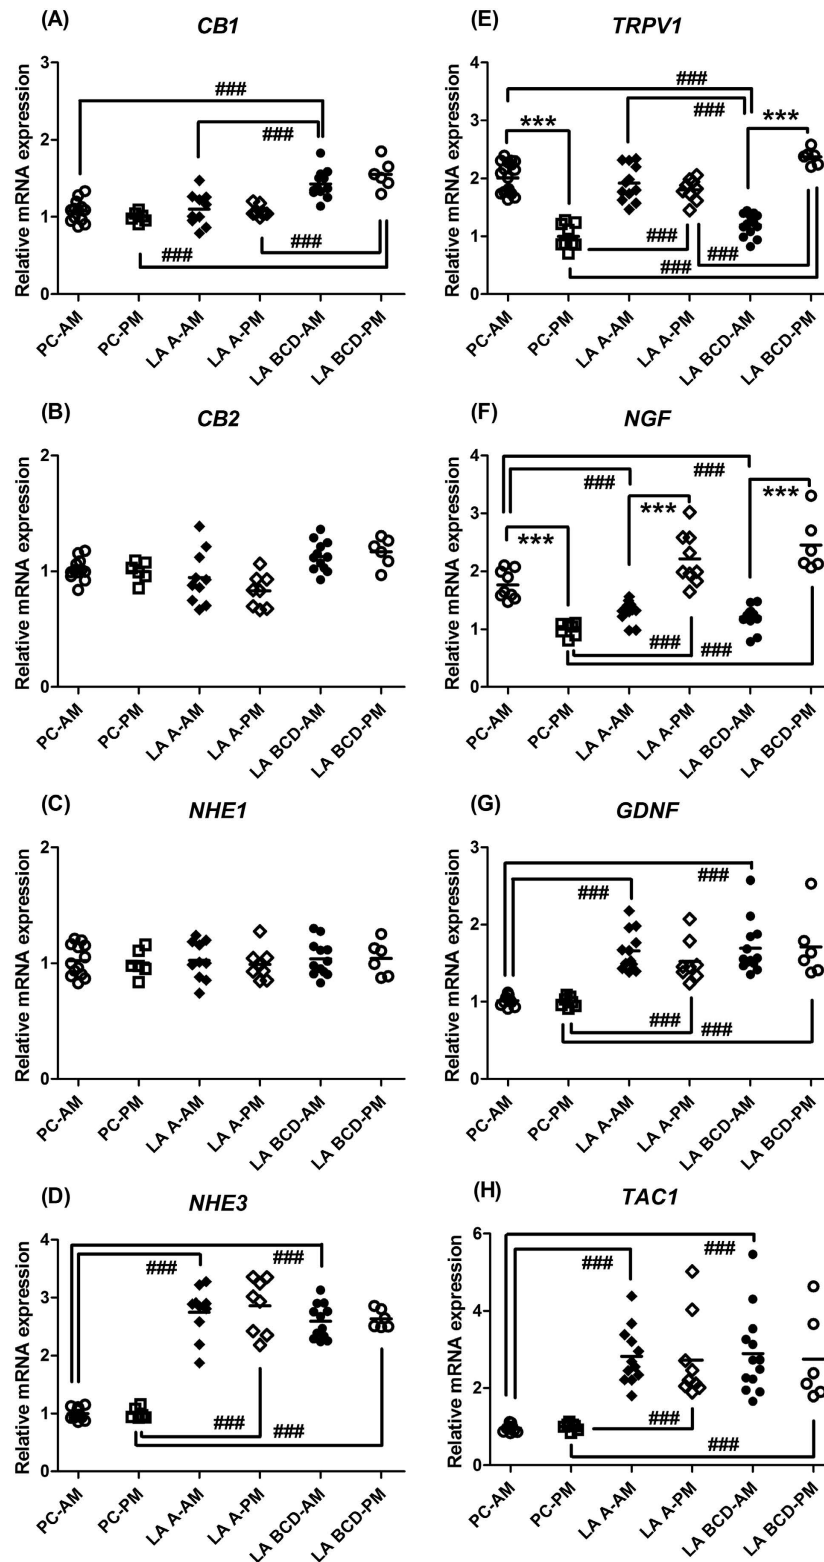 (A)
CB1
Relative mRNA expression
3
2
1
0
###
###
###
###
PC-AM
PC-PM
LA A-AM
LA A-PM
LA BCD-AM
LA BCD-PM
(B)
CB2
Relative mRNA expression
2
1
0
PC-AM
PC-PM
LA A-AM
LA A-PM
LA BCD-AM
LA BCD-PM
(C)
NHE1
Relative mRNA expression
2
1
0
PC-AM
PC-PM
LA A-AM
LA A-PM
LA BCD-AM
LA BCD-PM
(D)
NHE3
Relative mRNA expression
4
3
2
1
0
###
###
###
###
PC-AM
PC-PM
LA A-AM
LA A-PM
LA BCD-AM
LA BCD-PM
(E)
TRPV1
Relative mRNA expression
4
3
2
1
0
###
###
***
***
###
###
###
PC-AM
PC-PM
LA A-AM
LA A-PM
LA BCD-AM
LA BCD-PM
(F)
NGF
Relative mRNA expression
4
3
2
1
0
###
###
***
***
***
###
###
PC-AM
PC-PM
LA A-AM
LA A-PM
LA BCD-AM
LA BCD-PM
(G)
GDNF
Relative mRNA expression
3
2
1
0
###
###
###
###
PC-AM
PC-PM
LA A-AM
LA A-PM
LA BCD-AM
LA BCD-PM
(H)
TAC1
Relative mRNA expression
6
4
2
0
###
###
###
###
PC-AM
PC-PM
LA A-AM
LA A-PM
LA BCD-AM
LA BCD-PM